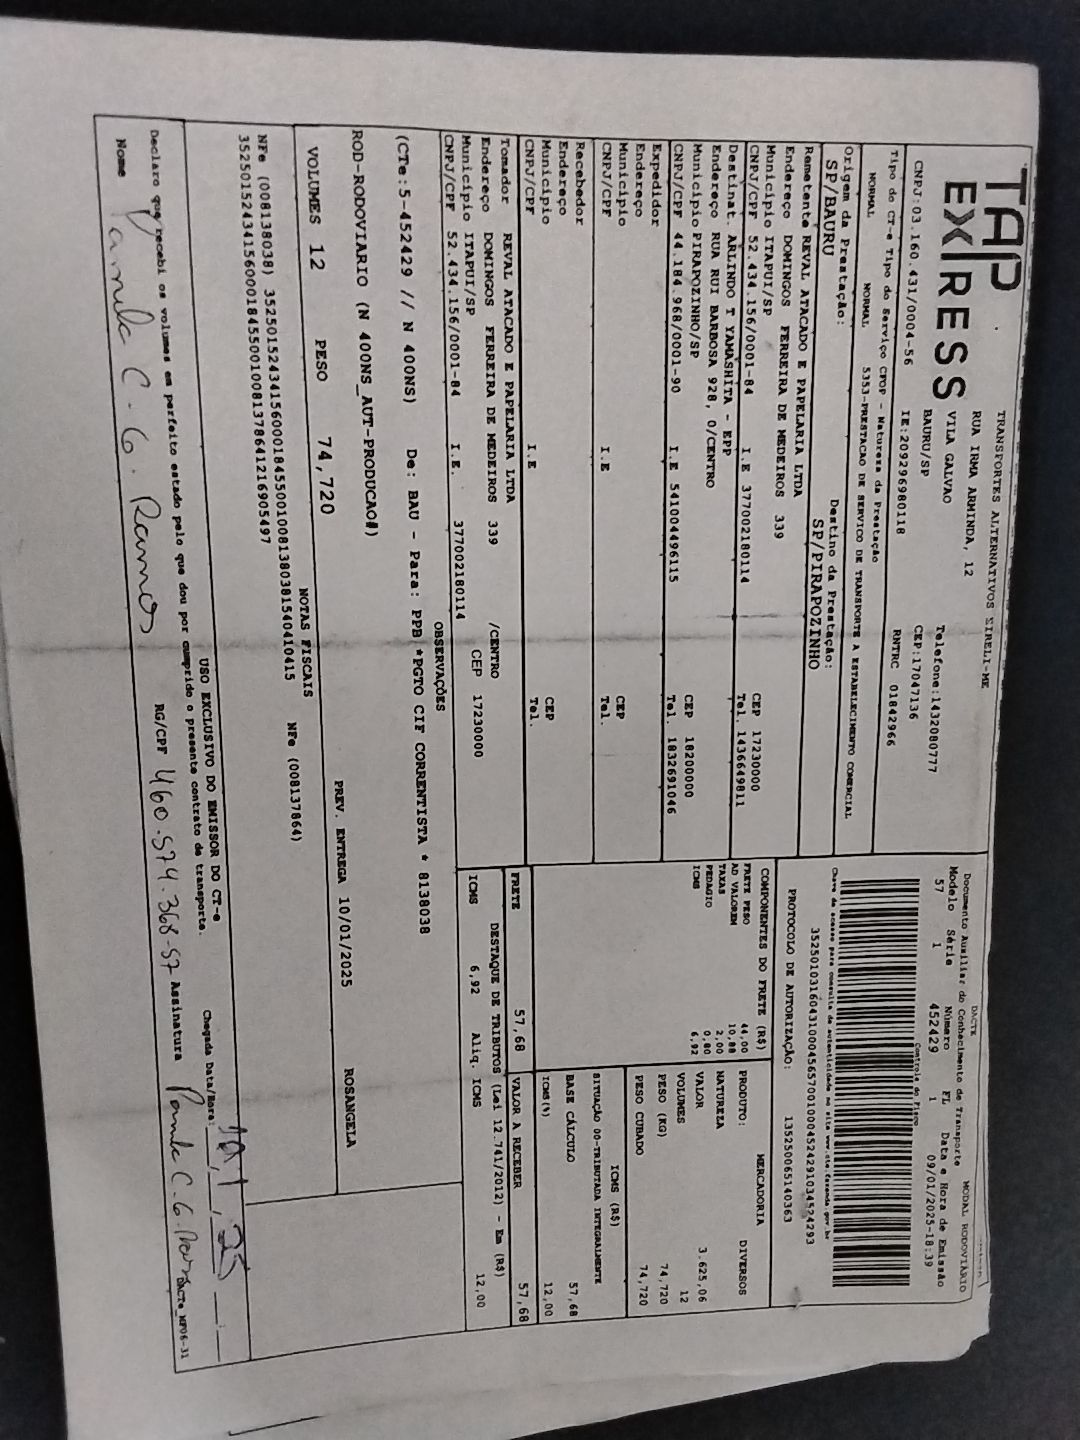 TAP EXPRESS
TRANSPORTES ALTERNATIVOS EIRELI-ME
RUA IRMA ARMINDA, 12
VILA GALVAO
BAURU/SP
Telefone:1432080777
CEP:17047136
CNPJ:03.160.431/0004-56 IE:209296980118 RNTRC 01842966
DACTE MODAL RODOVIÁRIO
Documento Auxiliar do Conhecimento de Transporte
Modelo Série Número FL Data e Hora de Emissão
57 1 452429 1 09/01/2025-18:39
Controle do Fisco
Chave de acesso para consulta de autenticidade no site www.cte.fazenda.gov.br
35250103160431000456570010004524291034524293
PROTOCOLO DE AUTORIZAÇÃO: 135250065140363
Tipo do CT-e Tipo do Serviço CFOP - Natureza da Prestação
NORMAL NORMAL 5353-PRESTACAO DE SERVICO DE TRANSPORTE A ESTABELECIMENTO COMERCIAL
Origem da Prestação: Destino da Prestação:
SP/BAURU SP/PIRAPOZINHO
Remetente REVAL ATACADO E PAPELARIA LTDA
Endereço DOMINGOS FERREIRA DE MEDEIROS 339
Município ITAPUI/SP CEP 17230000
CNPJ/CPF 52.434.156/0001-84 I.E 377002180114 Tel. 1436649811
Destinat. ARLINDO T YAMASHITA - EPP
Endereço RUA RUI BARBOSA 928, 0/CENTRO
Município PIRAPOZINHO/SP CEP 18200000
CNPJ/CPF 44.184.968/0001-90 I.E 541004496115 Tel. 1832691046
Expedidor
Endereço
Município CEP
CNPJ/CPF I.E Tel.
Recebedor
Endereço
Município CEP
CNPJ/CPF I.E Tel.
Tomador REVAL ATACADO E PAPELARIA LTDA
Endereço DOMINGOS FERREIRA DE MEDEIROS 339 /CENTRO
Município ITAPUI/SP CEP 17230000
CNPJ/CPF 52.434.156/0001-84 I.E. 377002180114
COMPONENTES DO FRETE (R$)
FRETE PESO 44,00
AD VALOREM 10,88
TAXAS 2,00
PEDAGIO 0,80
ICMS 6,92
MERCADORIA
PRODUTO: DIVERSOS
NATUREZA
VALOR 3.625,06
VOLUMES 12
PESO (KG) 74,720
PESO CUBADO 74,720
ICMS (R$)
SITUAÇÃO 00-TRIBUTADA INTEGRALMENTE
BASE CÁLCULO 57,68
ICMS(%) 12,00
FRETE 57,68 VALOR A RECEBER 57,68
DESTAQUE DE TRIBUTOS (Lei 12.741/2012) - Em (R$)
ICMS 6,92 Aliq. ICMS 12,00
OBSERVAÇÕES
(CTe:5-452429 // N 400NS) De: BAU - Para: PPB *PGTO CIF CORRENTISTA * 8138038
ROD-RODOVIARIO (N 400NS_AUT-PRODUCAO#)
VOLUMES 12 PESO 74,720 PREV. ENTREGA 10/01/2025 ROSANGELA
NOTAS FISCAIS
NFe (008138038) 35250152434156000184550010081380381540410415 NFe (008137864)
35250152434156000184550010081378641216905497
USO EXCLUSIVO DO EMISSOR DO CT-e
Declaro que recebi os volumes em perfeito estado pelo que dou por cumprido o presente contrato de transporte.
Chegada Data/Hora: 10, 1, 25
Nome Pamila C. G. Ramos RG/CPF 460.574.368-57 Assinatura
DACTe_MF06-31